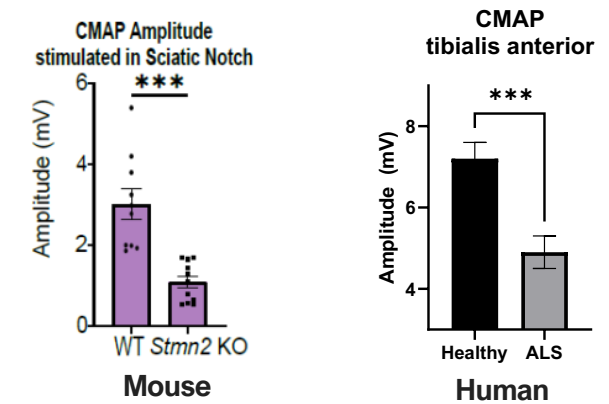 CMAP Amplitude
stimulated in Sciatic Notch
***
6
4
2
0
Amplitude (mV)
WT Stmn2 KO
Mouse
CMAP
tibialis anterior
***
8
6
4
Amplitude (mV)
Healthy ALS
Human